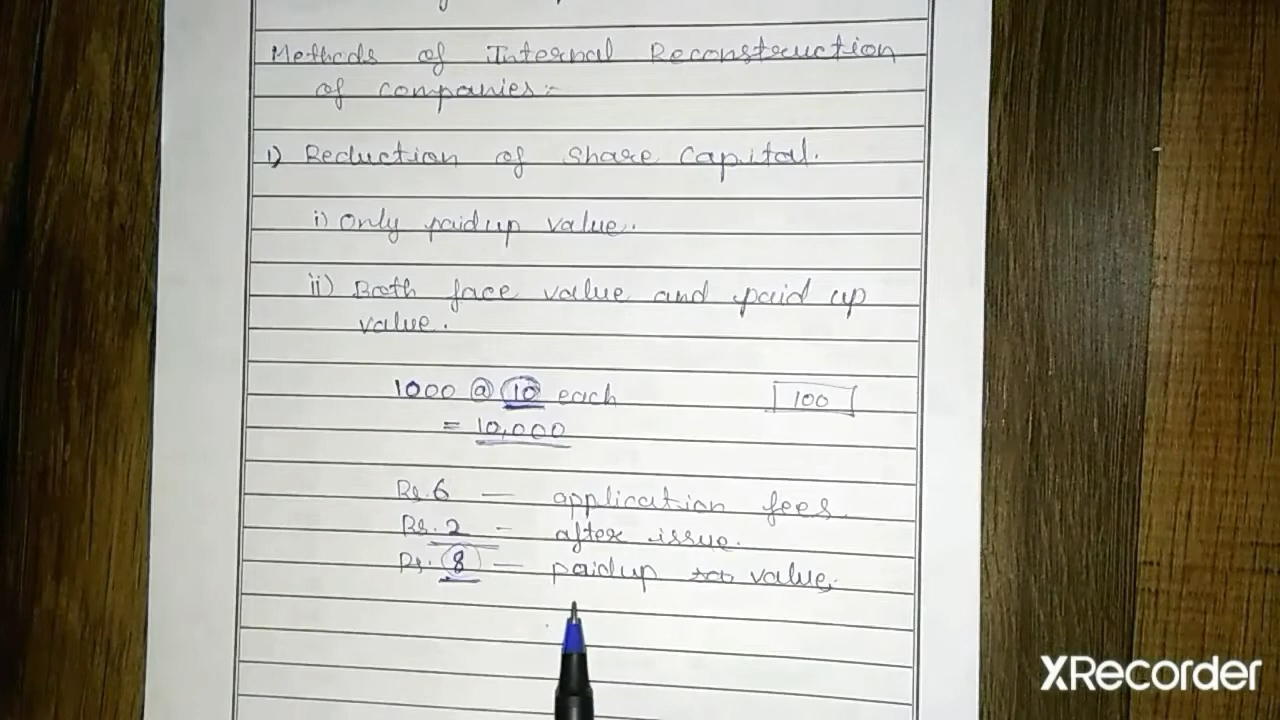 Methods of Internal Reconstruction
of companies:-
1) Reduction of share capital.
i) Only paidup value.
ii) Both face value and paid up
value.
1000 @ 10 each
100
= 10,000
Rs.6 — application fees.
Rs.2 — after issue.
Rs. 8 — paidup value.
XRecorder